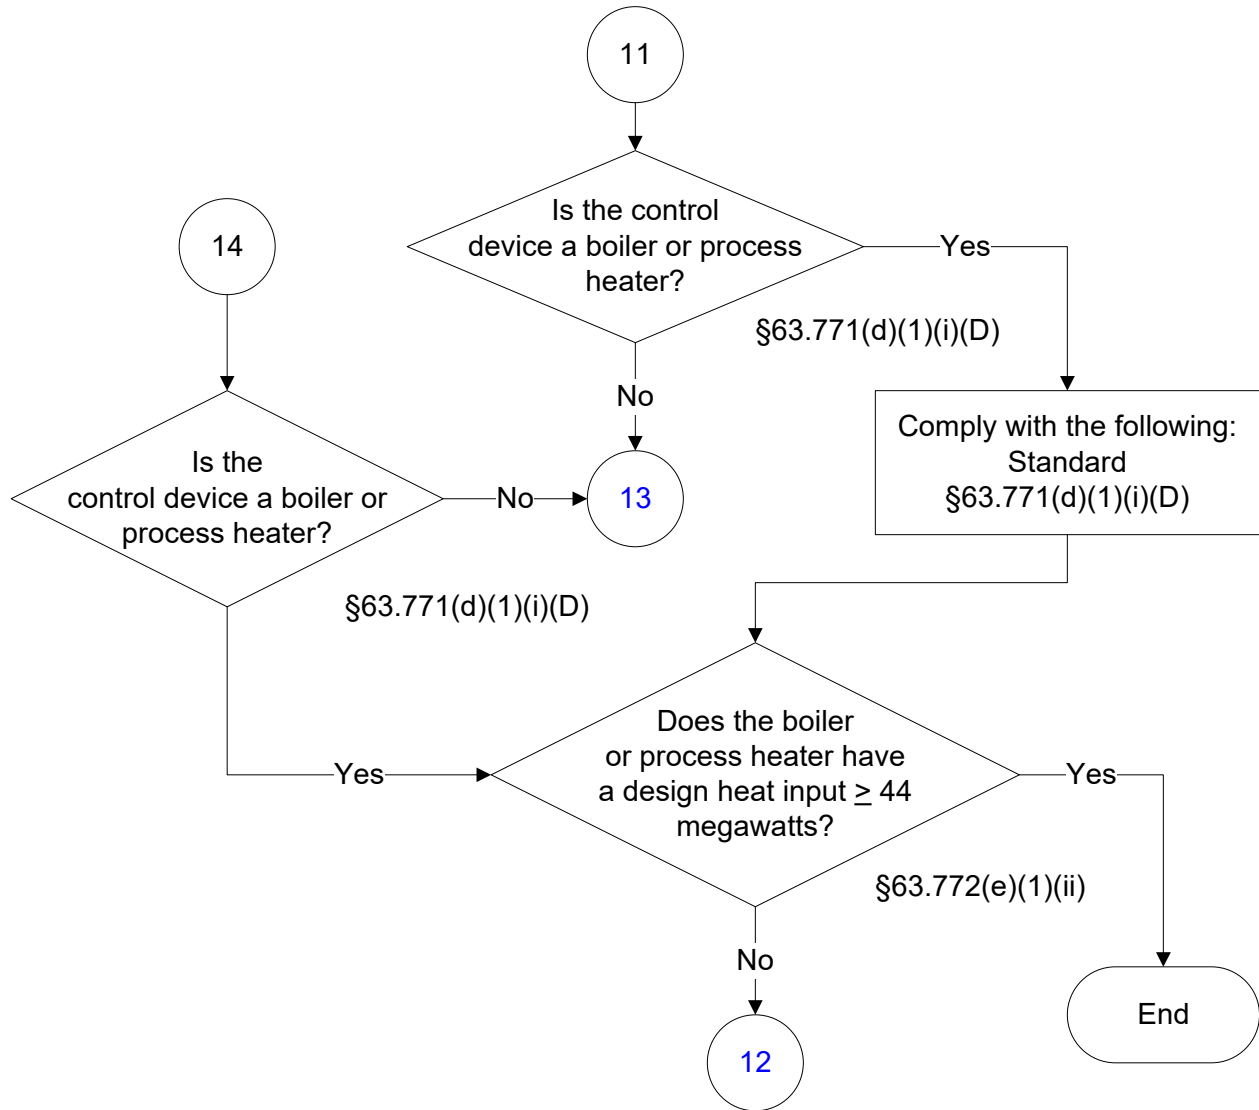 11
Is the control
device a boiler or process
heater?
Yes
§63.771(d)(1)(i)(D)
No
14
Is the
control device a boiler or
process heater?
No
13
§63.771(d)(1)(i)(D)
Comply with the following:
Standard
§63.771(d)(1)(i)(D)
Yes
Does the boiler
or process heater have
a design heat input ≥ 44
megawatts?
Yes
§63.772(e)(1)(ii)
No
12
End